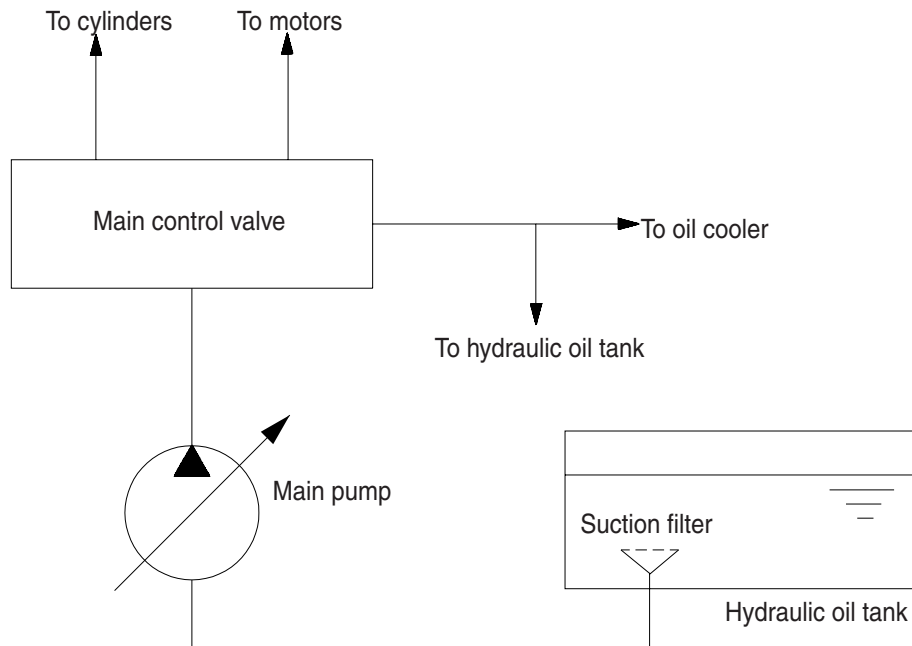 To cylinders
To motors
Main control valve
To oil cooler
To hydraulic oil tank
Main pump
Suction filter
Hydraulic oil tank